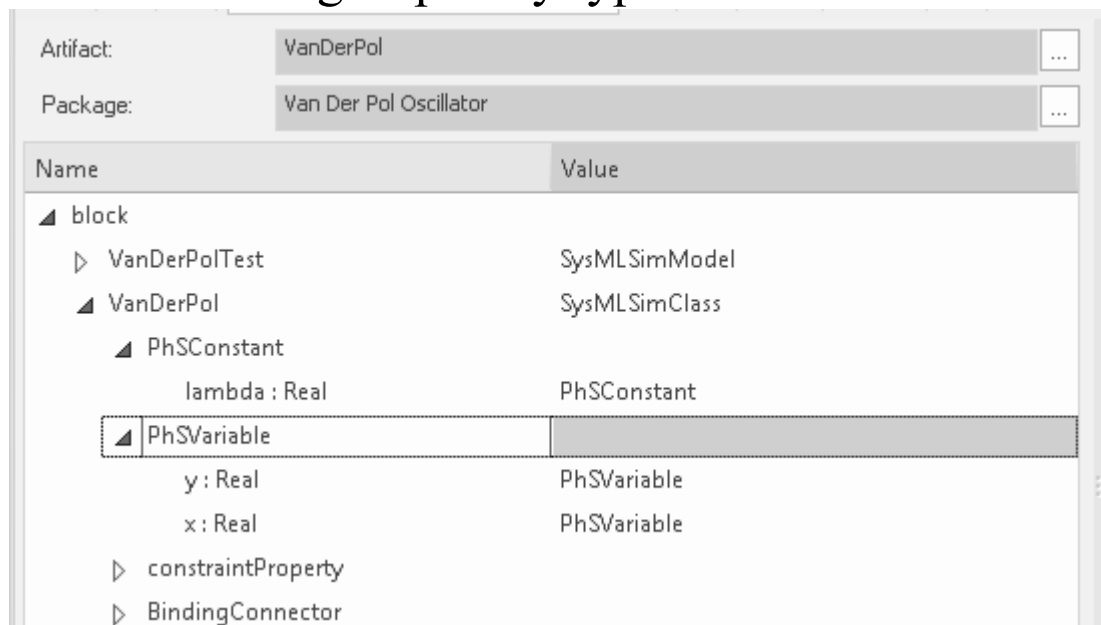 Artifact: VanDerPol ...
Package: Van Der Pol Oscillator ...
Name Value
block
VanDerPolTest SysMLSimModel
VanDerPol SysMLSimClass
PhSConstant
lambda : Real PhSConstant
PhSVariable
y : Real PhSVariable
x : Real PhSVariable
constraintProperty
BindingConnector